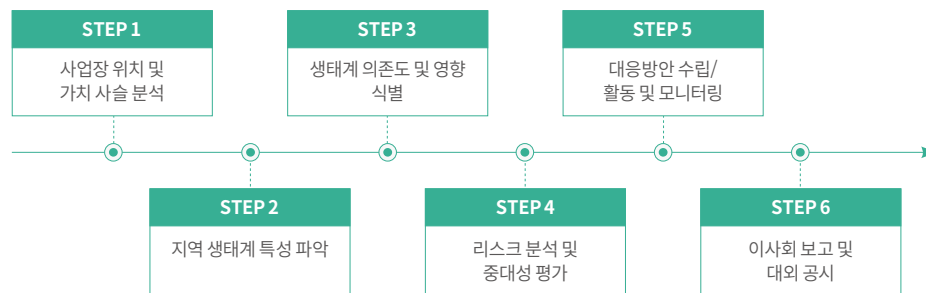 STEP 1
사업장 위치 및
가치 사슬 분석
STEP 2
지역 생태계 특성 파악
STEP 3
생태계 의존도 및 영향
식별
STEP 4
리스크 분석 및
중대성 평가
STEP 5
대응방안 수립/
활동 및 모니터링
STEP 6
이사회 보고 및
대외 공시